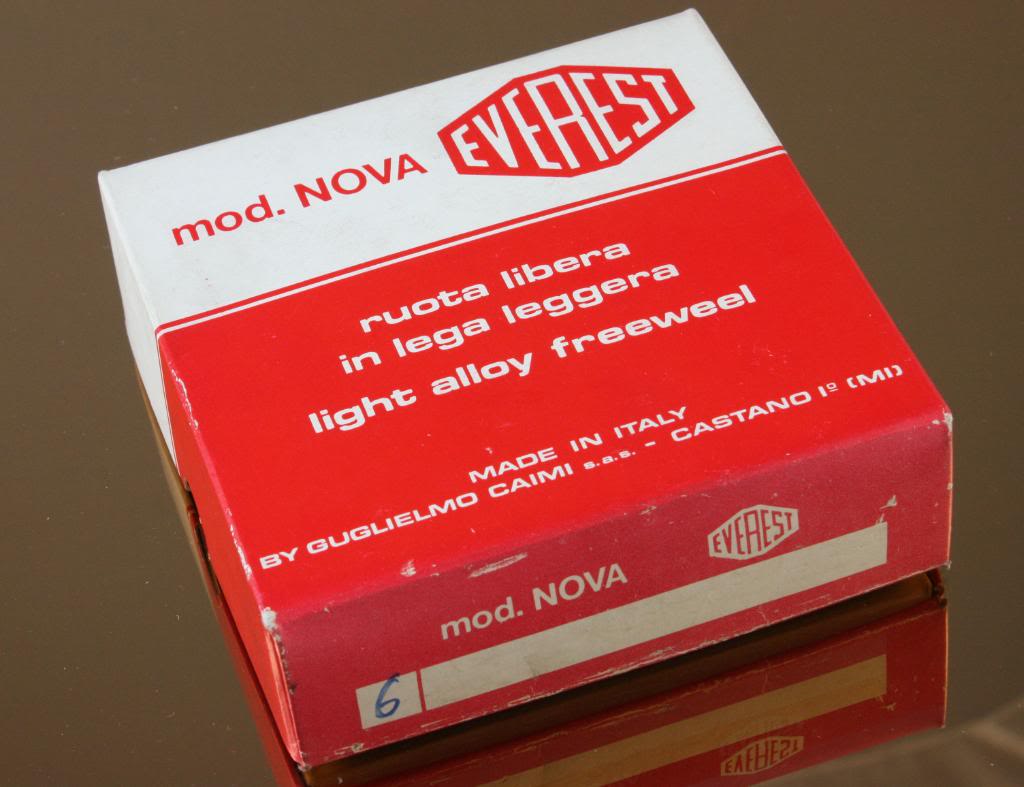 mod. NOVA EVEREST
ruota libera
in lega leggera
light alloy freeweel
MADE IN ITALY
BY GUGLIELMO CAIMI s.a.s. - CASTANO Iº (MI)
mod. NOVA EVEREST
6
EVEREST